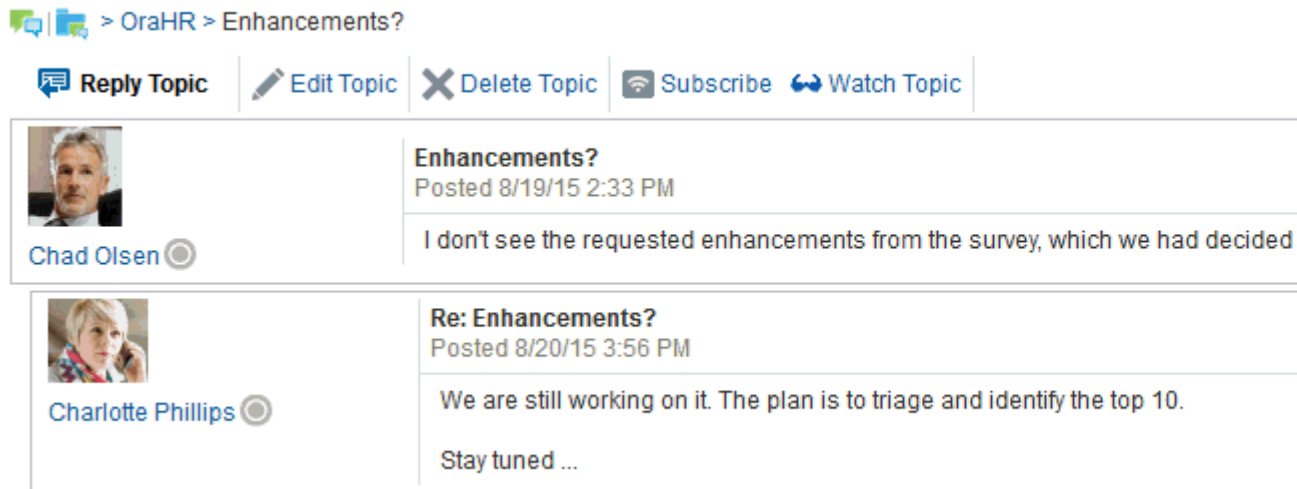 > OraHR > Enhancements?
Reply Topic Edit Topic Delete Topic Subscribe Watch Topic
Enhancements?
Posted 8/19/15 2:33 PM
I don't see the requested enhancements from the survey, which we had decided
Chad Olsen
Re: Enhancements?
Posted 8/20/15 3:56 PM
We are still working on it. The plan is to triage and identify the top 10.
Charlotte Phillips
Stay tuned ...